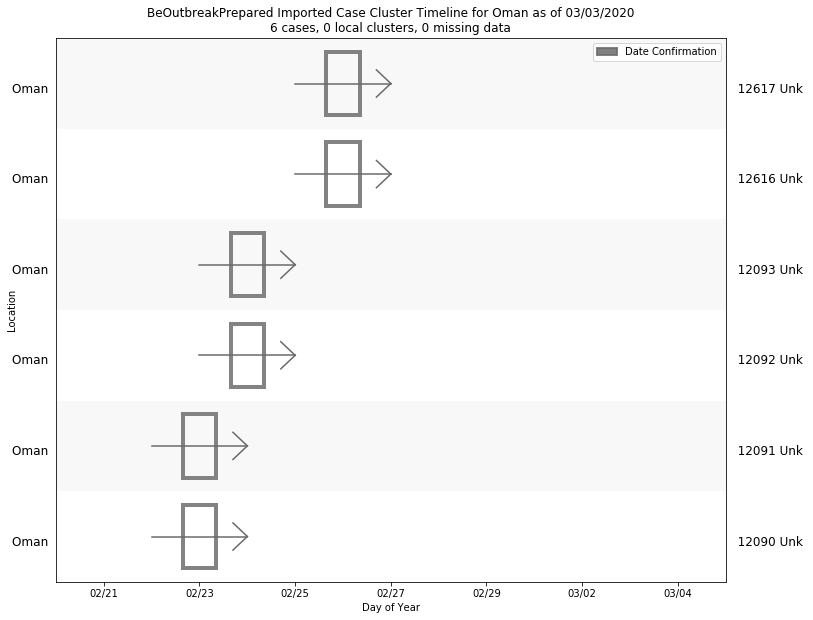 BeOutbreakPrepared Imported Case Cluster Timeline for Oman as of 03/03/2020
6 cases, 0 local clusters, 0 missing data
Date Confirmation
Oman 12617 Unk
Oman 12616 Unk
Oman 12093 Unk
Location
Oman 12092 Unk
Oman 12091 Unk
Oman 12090 Unk
02/21 02/23 02/25 02/27 02/29 03/02 03/04
Day of Year